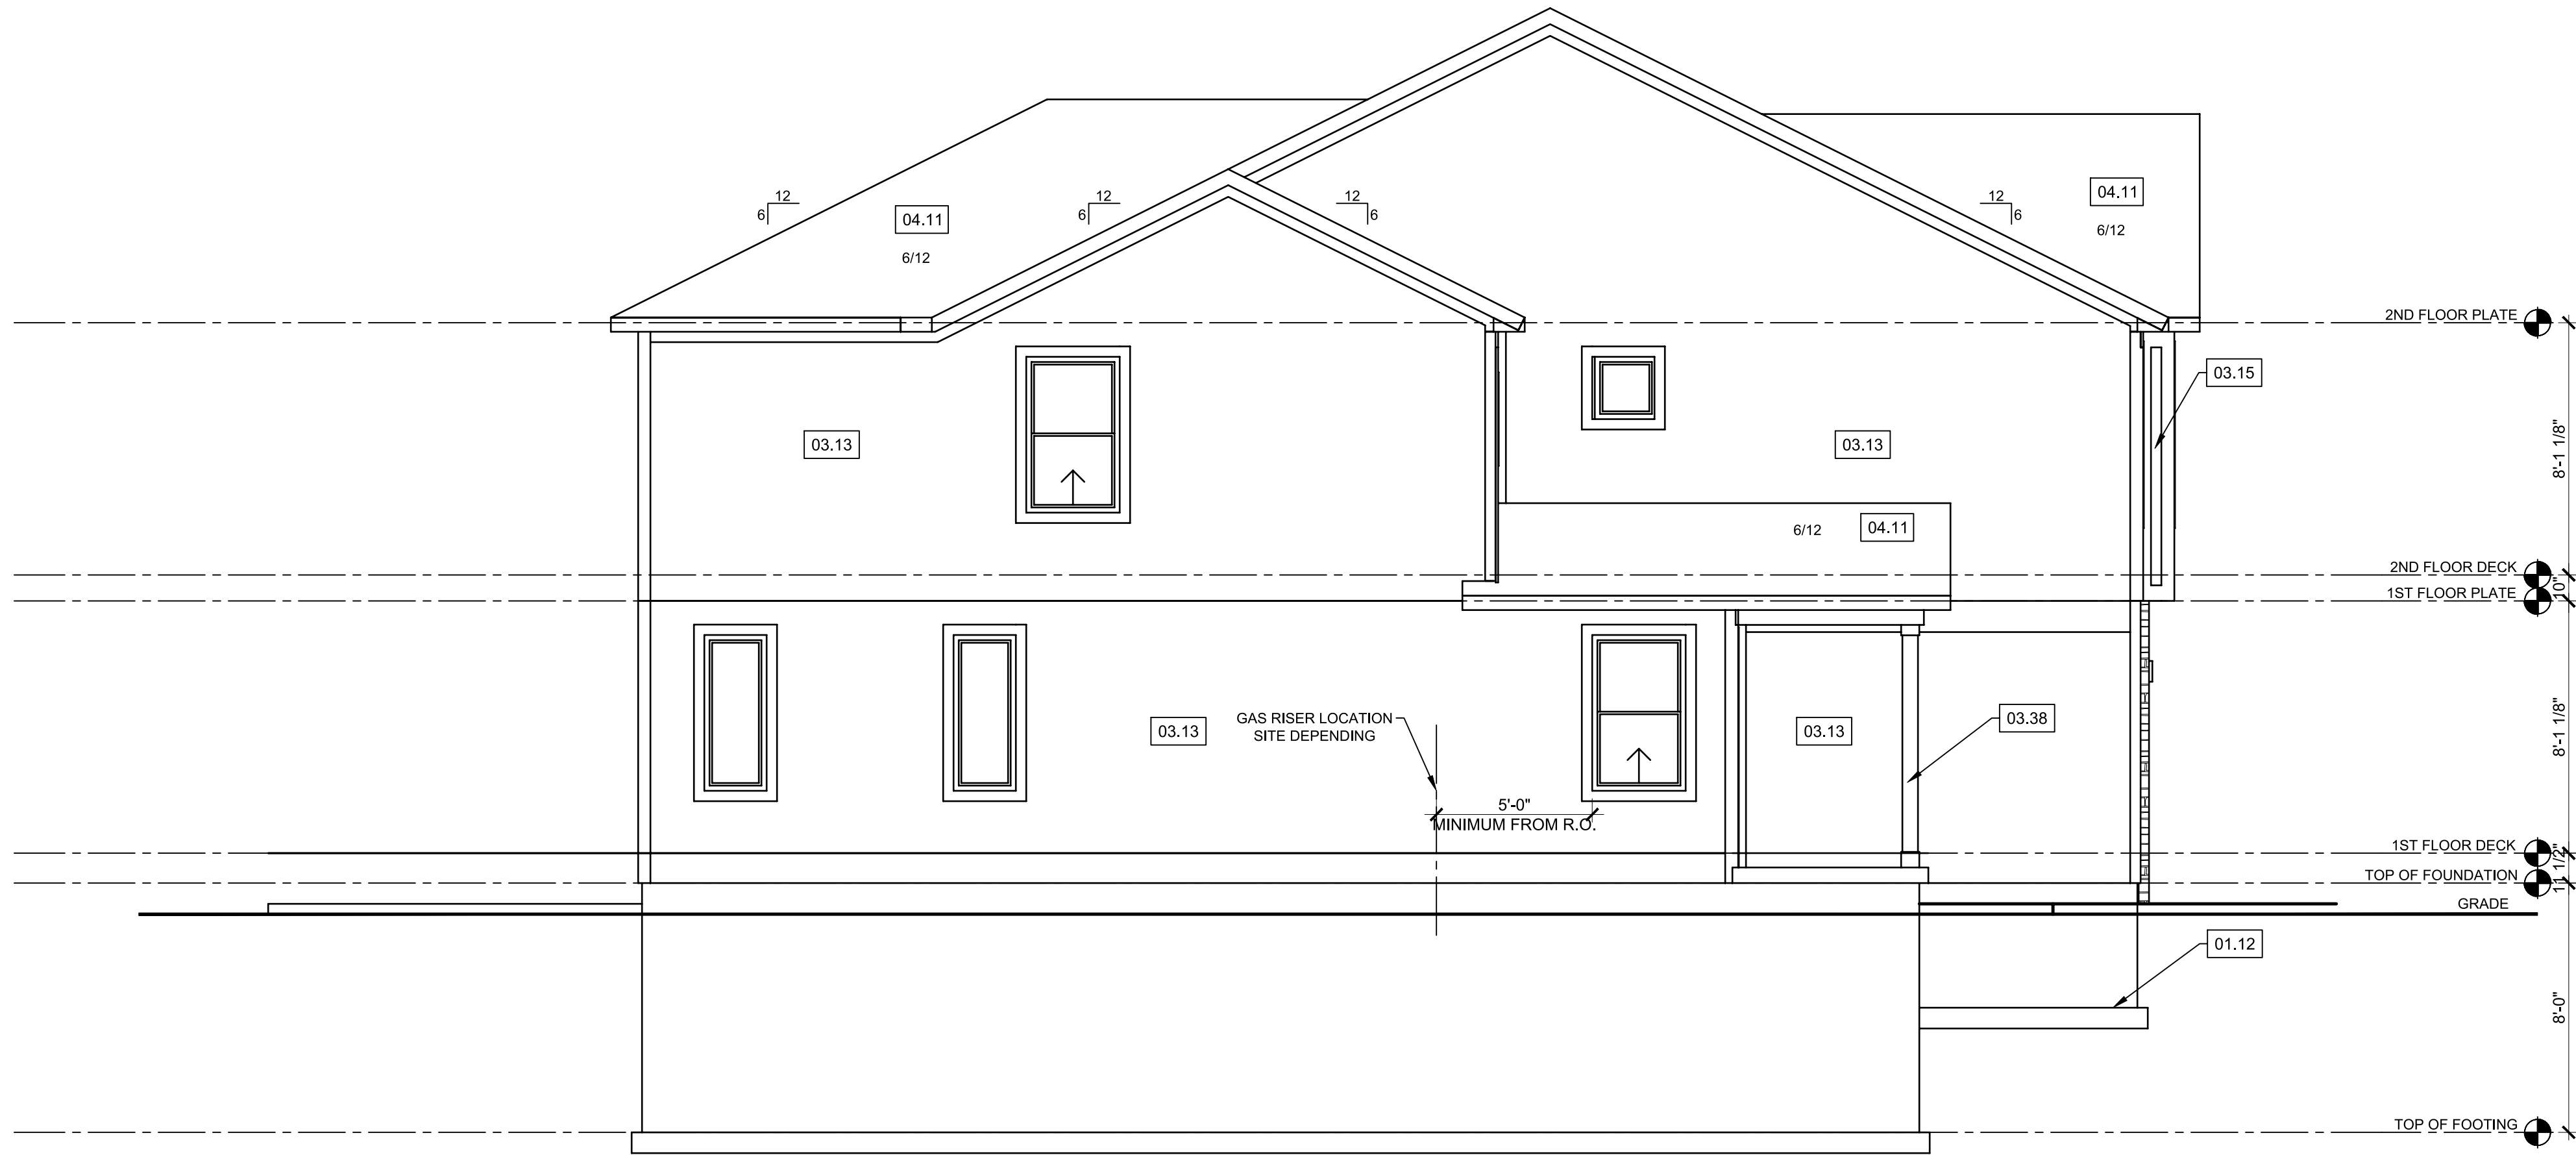 12
6
12
6
12
6
12
6
04.11
6/12
04.11
6/12
2ND FLOOR PLATE
03.15
03.13
03.13
8'-1 1/8"
6/12
04.11
2ND FLOOR DECK
10"
1ST FLOOR PLATE
03.13
GAS RISER LOCATION
SITE DEPENDING
03.13
03.38
8'-1 1/8"
5'-0"
MINIMUM FROM R.O.
1ST FLOOR DECK
11 1/2"
TOP OF FOUNDATION
GRADE
01.12
8'-0"
TOP OF FOOTING